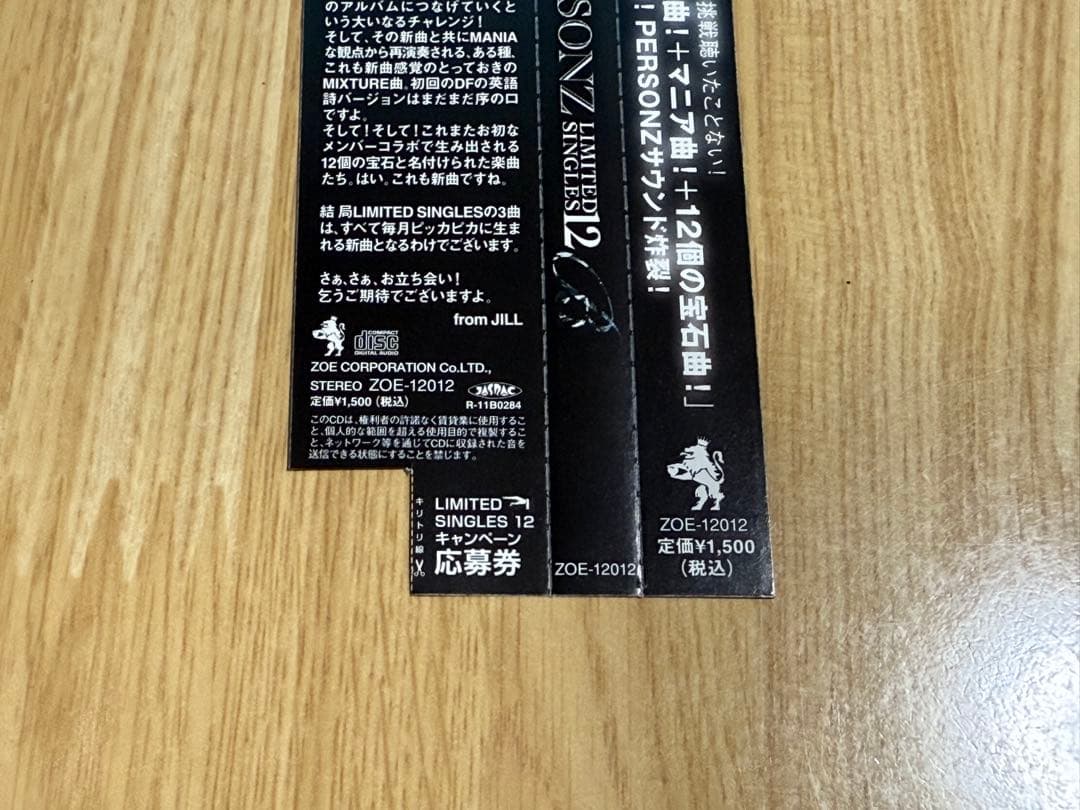 のアルバムにつなげていくと
いう大いなるチャレンジ！
そして、その新曲と共にMANIA
な観点から再演奏される、ある種、
これも新曲感覚のとっておきの
MIXTURE曲。初回のDFの英語
詩バージョンはまだまだ序の口
ですよ。
そして！そして！これまたお初な
メンバーコラボで生み出される
12個の宝石と名付けられた楽曲
たち。はい。これも新曲ですね。
結局LIMITED SINGLESの3曲
は、すべて毎月ピッカピカに生ま
れる新曲となるわけでございます。
さぁ、さぁ、お立ち会い！
乞うご期待でございますよ。
from JILL
COMPACT
disc
DIGITAL AUDIO
ZOE CORPORATION Co.LTD.,
STEREO ZOE-12012
定価¥1,500（税込）
JASRAC
R-11B0284
このCDは、権利者の許諾なく賃貸業に使用するこ
と、個人的な範囲を超える使用目的で複製するこ
と、ネットワーク等を通じてCDに収録された音を
送信できる状態にすることを禁じます。
キリトリ線
LIMITED
SINGLES 12
キャンペーン
応募券
SONZ
LIMITED
SINGLES 12
ZOE-12012
挑戦聴いたことない！
曲！＋マニア曲！＋12個の宝石曲！」
！PERSONZサウンド炸裂！
ZOE-12012
定価¥1,500
（税込）